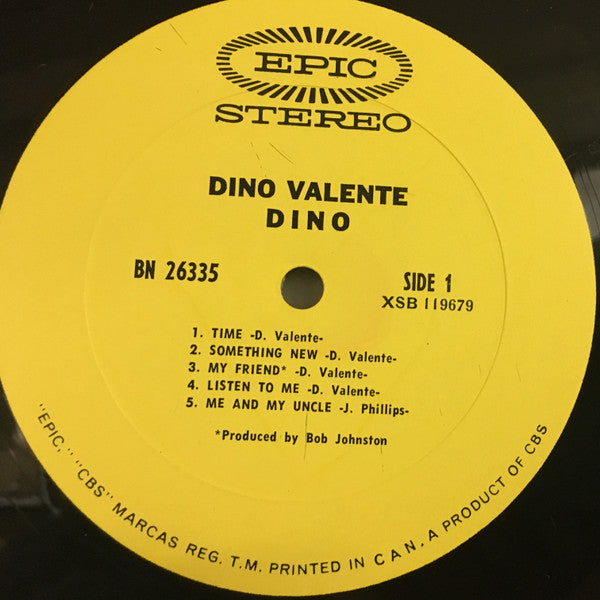 EPIC
STEREO
DINO VALENTE
DINO
BN 26335
SIDE 1
XSB 119679
1. TIME -D. Valente-
2. SOMETHING NEW -D. Valente-
3. MY FRIEND* -D. Valente-
4. LISTEN TO ME -D. Valente-
5. ME AND MY UNCLE -J. Phillips-
*Produced by Bob Johnston
"EPIC," "CBS" MARCAS REG. T.M. PRINTED IN CAN. A PRODUCT OF CBS